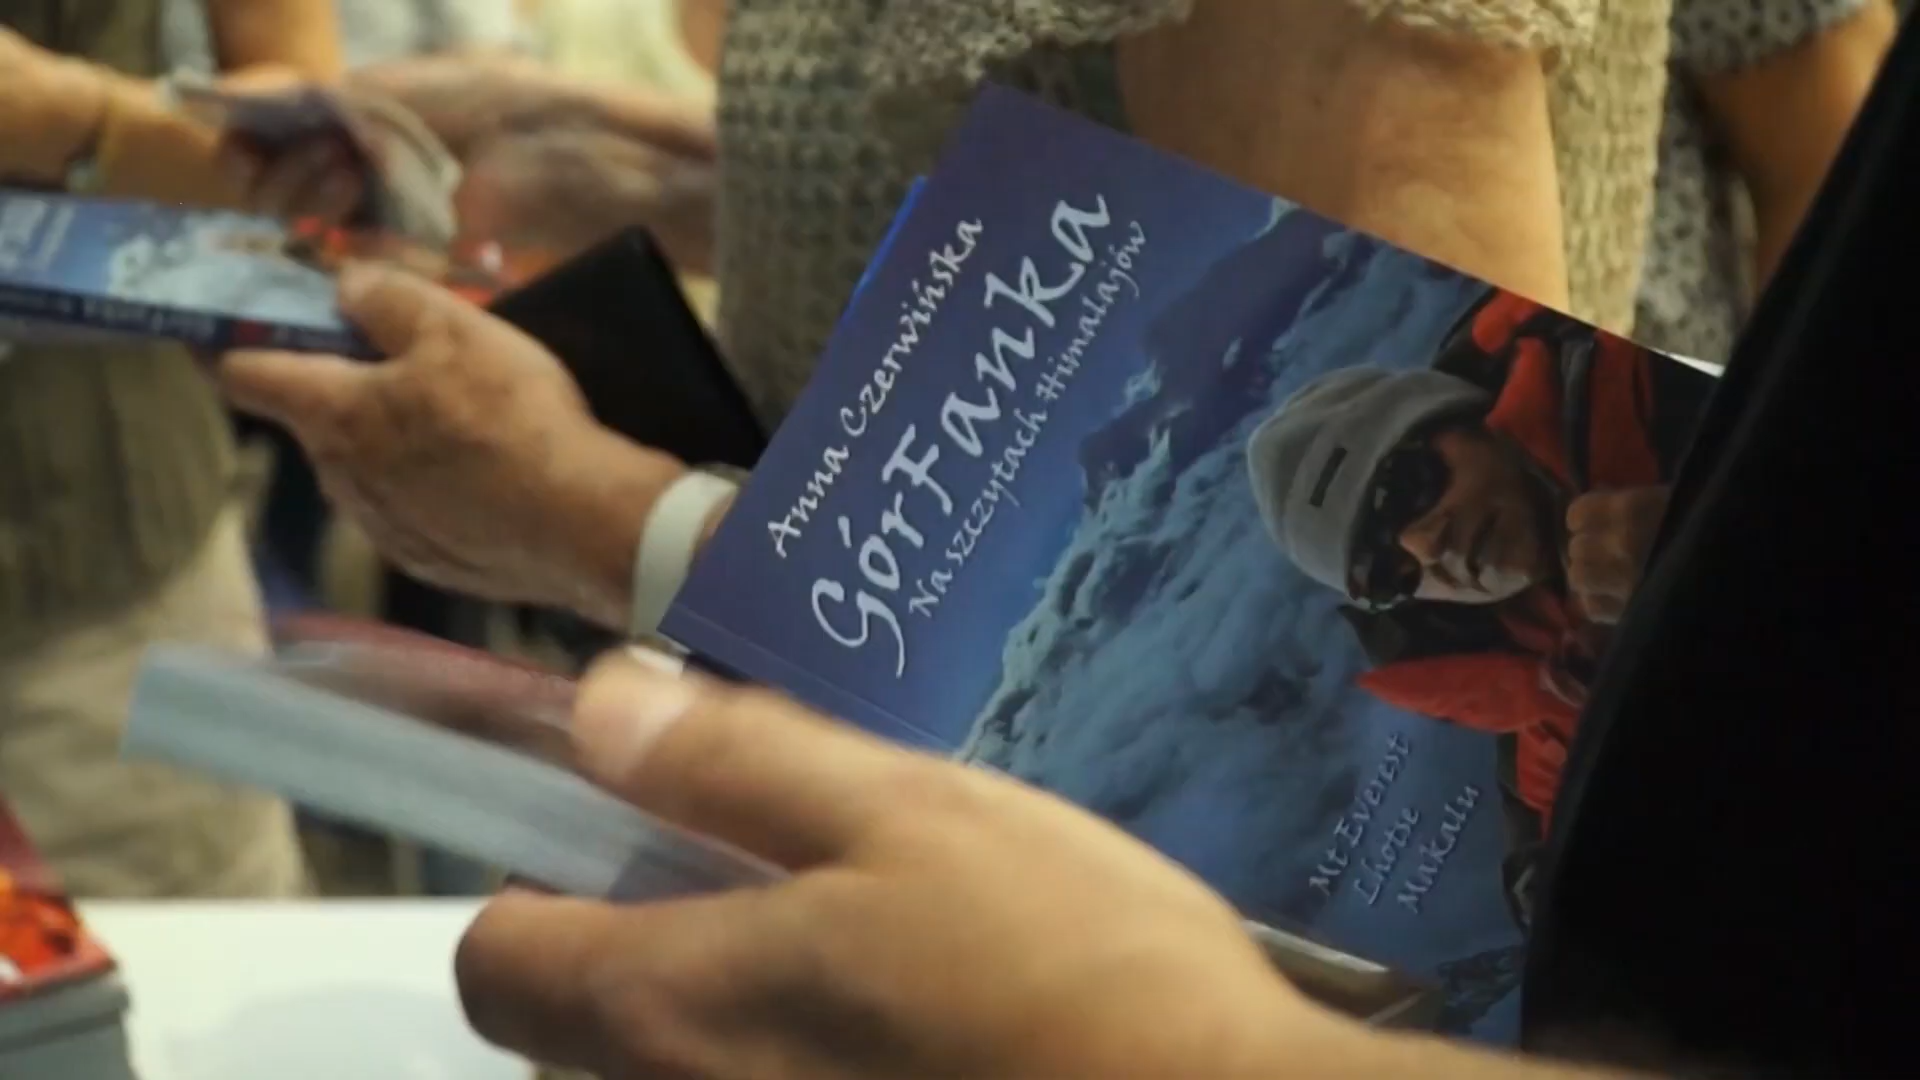 Anna Czerwińska
GórFanka
Na szczytach Himalajów
Mt Everest
Lhotse
Makalu